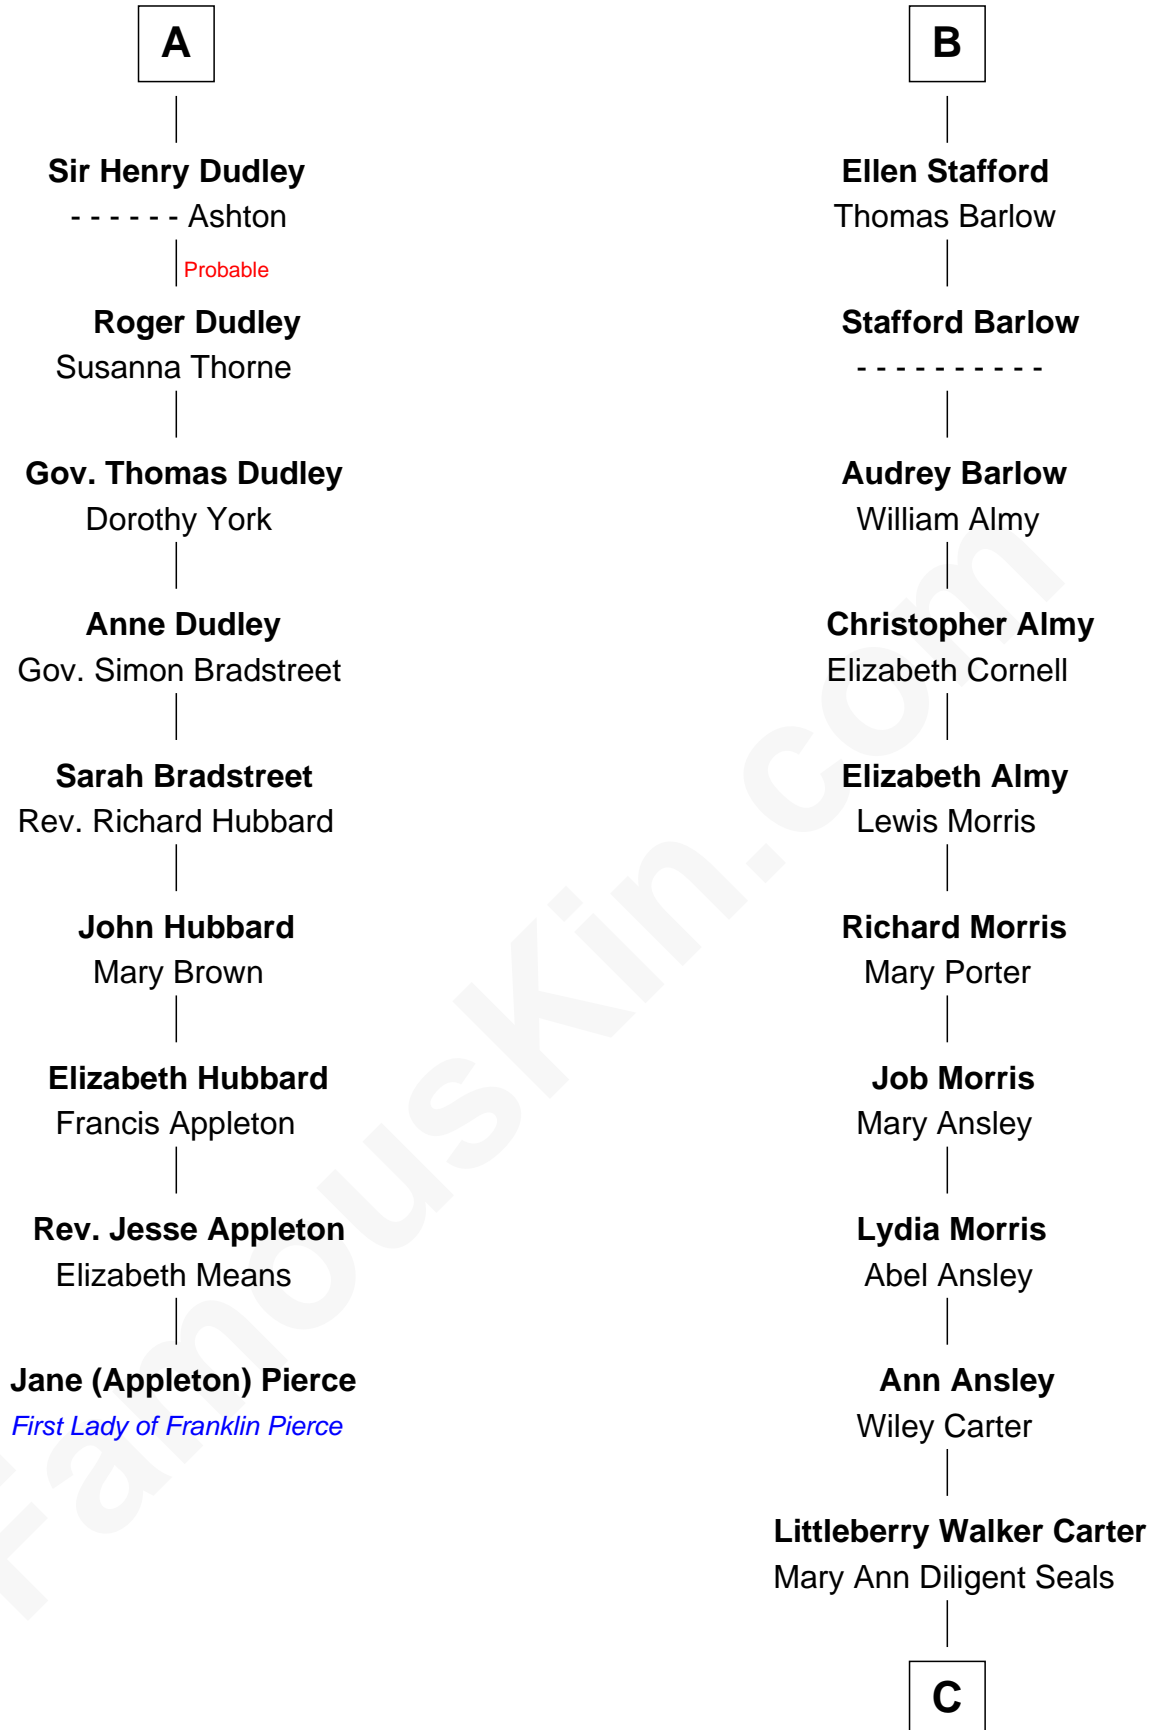 A
Sir Henry Dudley
- - - - - - Ashton
Probable
Roger Dudley
Susanna Thorne
Gov. Thomas Dudley
Dorothy York
Anne Dudley
Gov. Simon Bradstreet
Sarah Bradstreet
Rev. Richard Hubbard
John Hubbard
Mary Brown
Elizabeth Hubbard
Francis Appleton
Rev. Jesse Appleton
Elizabeth Means
Jane (Appleton) Pierce
First Lady of Franklin Pierce
B
Ellen Stafford
Thomas Barlow
Stafford Barlow
- - - - - - - - - -
Audrey Barlow
William Almy
Christopher Almy
Elizabeth Cornell
Elizabeth Almy
Lewis Morris
Richard Morris
Mary Porter
Job Morris
Mary Ansley
Lydia Morris
Abel Ansley
Ann Ansley
Wiley Carter
Littleberry Walker Carter
Mary Ann Diligent Seals
C
FamousKin.com